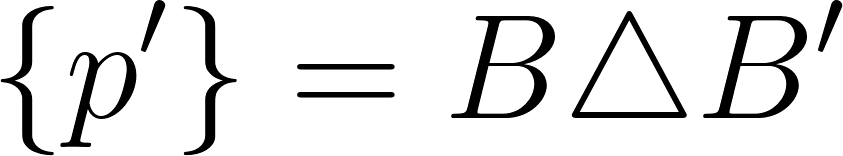 {p′} = B△B′